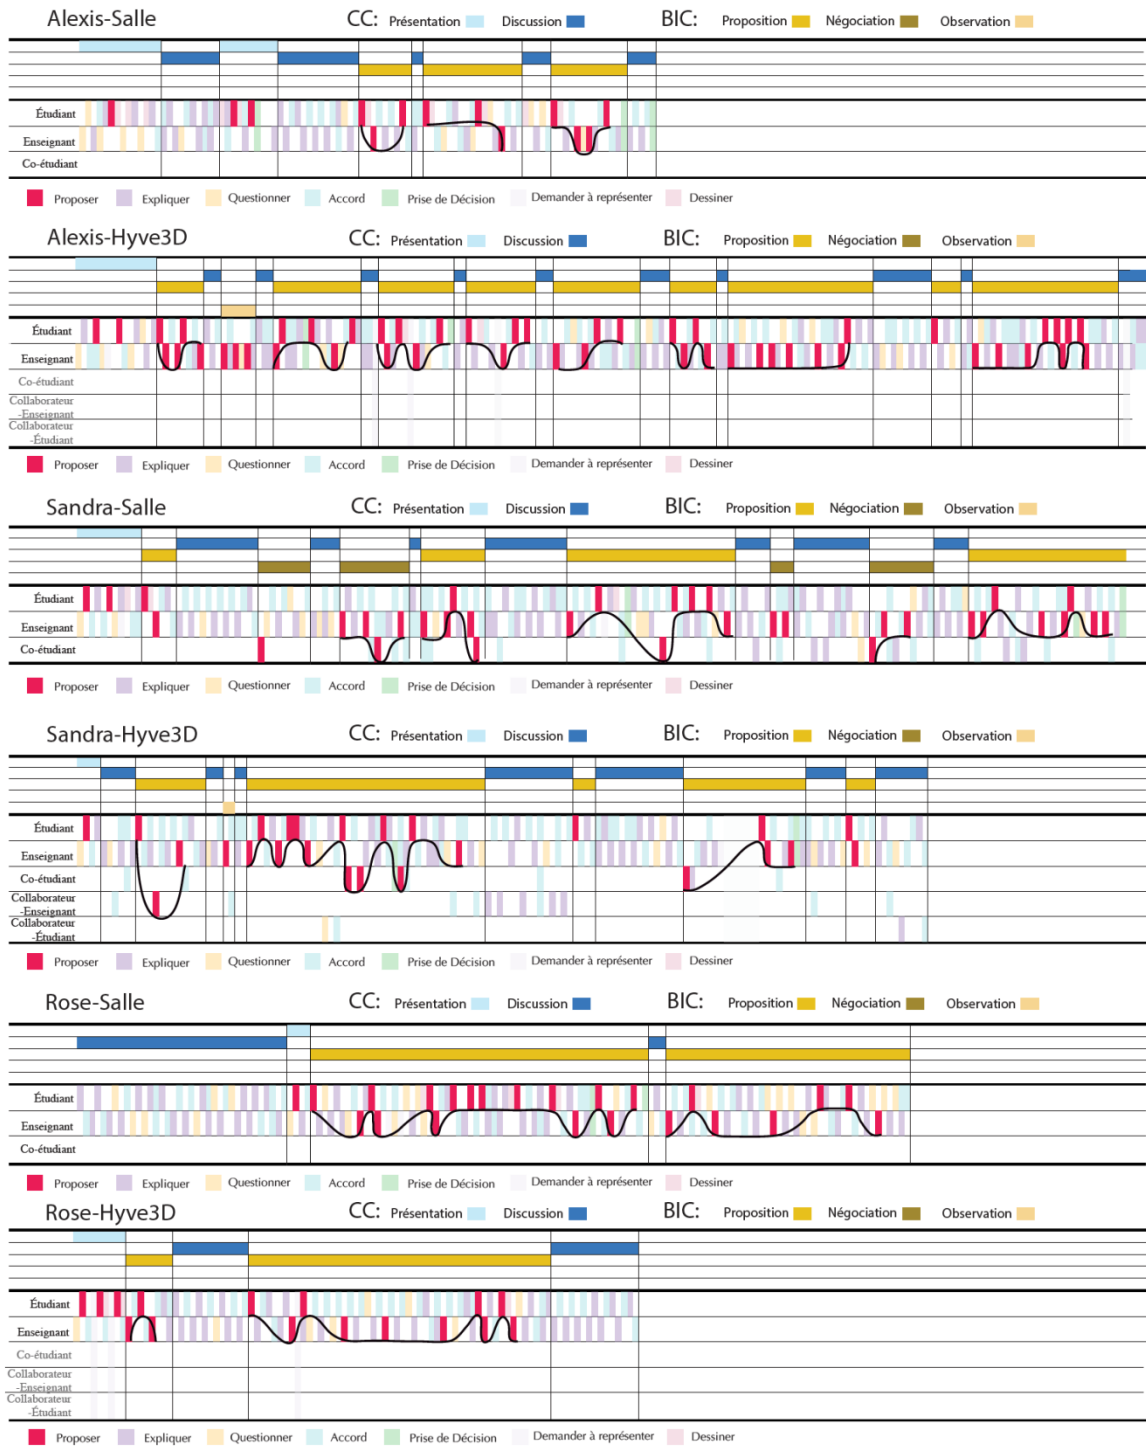 Alexis-Salle CC: Présentation Discussion BIC: Proposition Négociation Observation
Étudiant
Enseignant
Co-étudiant
Proposer Expliquer Questionner Accord Prise de Décision Demander à représenter Dessiner
Alexis-Hyve3D CC: Présentation Discussion BIC: Proposition Négociation Observation
Étudiant
Enseignant
Co-étudiant
Collaborateur
-Enseignant
Collaborateur
-Étudiant
Proposer Expliquer Questionner Accord Prise de Décision Demander à représenter Dessiner
Sandra-Salle CC: Présentation Discussion BIC: Proposition Négociation Observation
Étudiant
Enseignant
Co-étudiant
Proposer Expliquer Questionner Accord Prise de Décision Demander à représenter Dessiner
Sandra-Hyve3D CC: Présentation Discussion BIC: Proposition Négociation Observation
Étudiant
Enseignant
Co-étudiant
Collaborateur
-Enseignant
Collaborateur
-Étudiant
Proposer Expliquer Questionner Accord Prise de Décision Demander à représenter Dessiner
Rose-Salle CC: Présentation Discussion BIC: Proposition Négociation Observation
Étudiant
Enseignant
Co-étudiant
Proposer Expliquer Questionner Accord Prise de Décision Demander à représenter Dessiner
Rose-Hyve3D CC: Présentation Discussion BIC: Proposition Négociation Observation
Étudiant
Enseignant
Co-étudiant
Collaborateur
-Enseignant
Collaborateur
-Étudiant
Proposer Expliquer Questionner Accord Prise de Décision Demander à représenter Dessiner